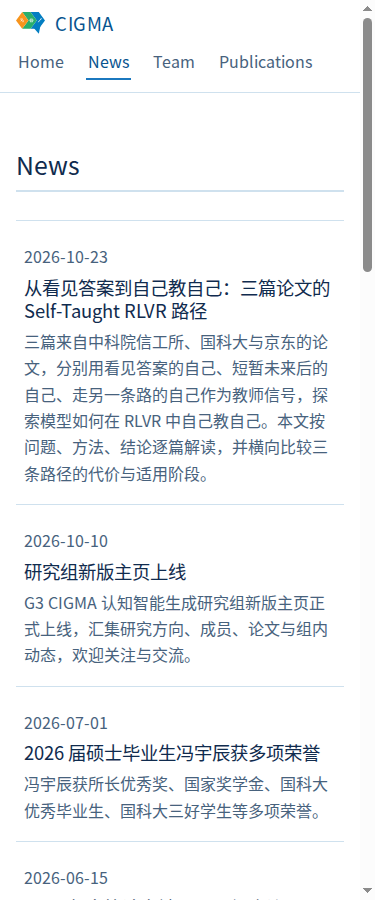 CIGMA
Home News Team Publications
News
2026-10-23
从看见答案到自己教自己：三篇论文的
Self-Taught RLVR 路径
三篇来自中科院信工所、国科大与京东的论
文，分别用看见答案的自己、短暂未来后的
自己、走另一条路的自己作为教师信号，探
索模型如何在 RLVR 中自己教自己。本文按
问题、方法、结论逐篇解读，并横向比较三
条路径的代价与适用阶段。
2026-10-10
研究组新版主页上线
G3 CIGMA 认知智能生成研究组新版主页正
式上线，汇集研究方向、成员、论文与组内
动态，欢迎关注与交流。
2026-07-01
2026 届硕士毕业生冯宇辰获多项荣誉
冯宇辰获所长优秀奖、国家奖学金、国科大
优秀毕业生、国科大三好学生等多项荣誉。
2026-06-15